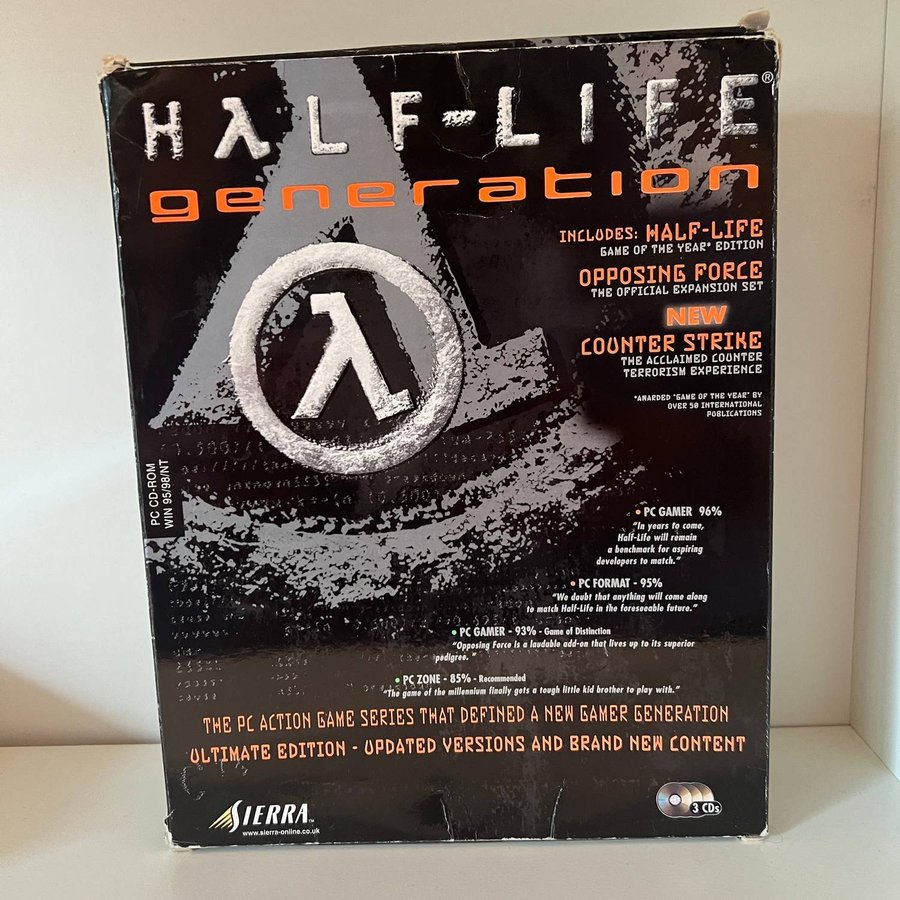 HλLF-LIFE®
generation
INCLUDES: HALF-LIFE
GAME OF THE YEAR* EDITION
OPPOSING FORCE
THE OFFICIAL EXPANSION SET
NEW
COUNTER STRIKE
THE ACCLAIMED COUNTER
TERRORISM EXPERIENCE
*AWARDED "GAME OF THE YEAR" BY
OVER 50 INTERNATIONAL
PUBLICATIONS
λ
PC CD-ROM
WIN 95/98/NT
• PC GAMER 96%
"In years to come,
Half-Life will remain
a benchmark for aspiring
developers to match."
• PC FORMAT - 95%
"We doubt that anything will come along
to match Half-Life in the foreseeable future."
• PC GAMER - 93% - Game of Distinction
"Opposing Force is a laudable add-on that lives up to its superior
pedigree."
• PC ZONE - 85% - Recommended
"The game of the millennium finally gets a tough little kid brother to play with."
THE PC ACTION GAME SERIES THAT DEFINED A NEW GAMER GENERATION
ULTIMATE EDITION - UPDATED VERSIONS AND BRAND NEW CONTENT
SIERRA™
www.sierra-online.co.uk
3 CDs